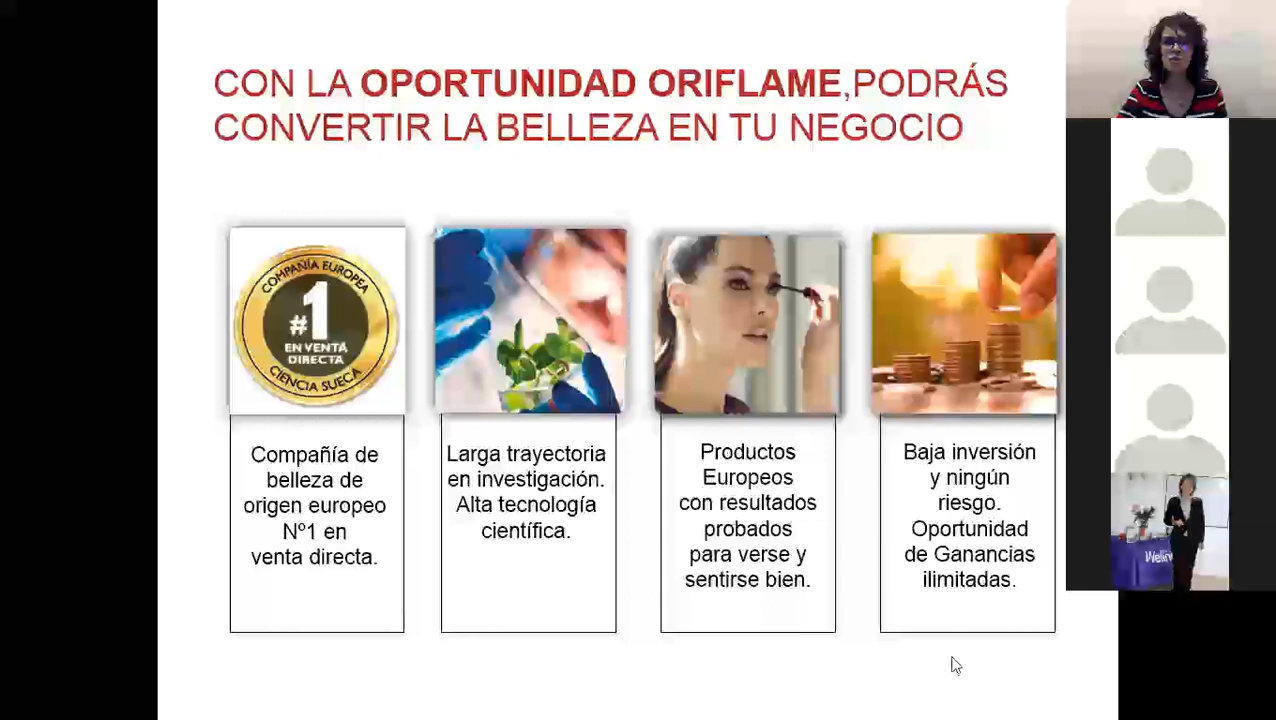 CON LA OPORTUNIDAD ORIFLAME,PODRÁS
CONVERTIR LA BELLEZA EN TU NEGOCIO
COMPAÑÍA EUROPEA
#1
EN VENTA
DIRECTA
CIENCIA SUECA
Compañía de
belleza de
origen europeo
Nº1 en
venta directa.
Larga trayectoria
en investigación.
Alta tecnología
científica.
Productos
Europeos
con resultados
probados
para verse y
sentirse bien.
Baja inversión
y ningún
riesgo.
Oportunidad
de Ganancias
ilimitadas.